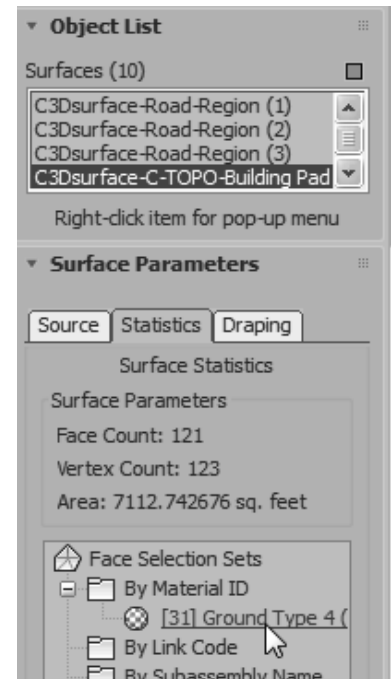 Object List
Surfaces (10)
C3Dsurface-Road-Region (1)
C3Dsurface-Road-Region (2)
C3Dsurface-Road-Region (3)
C3Dsurface-C-TOPO-Building Pad
Right-click item for pop-up menu
Surface Parameters
Source Statistics Draping
Surface Statistics
Surface Parameters
Face Count: 121
Vertex Count: 123
Area: 7112.742676 sq. feet
Face Selection Sets
By Material ID
[31] Ground Type 4 (
By Link Code
By Subassembly Name